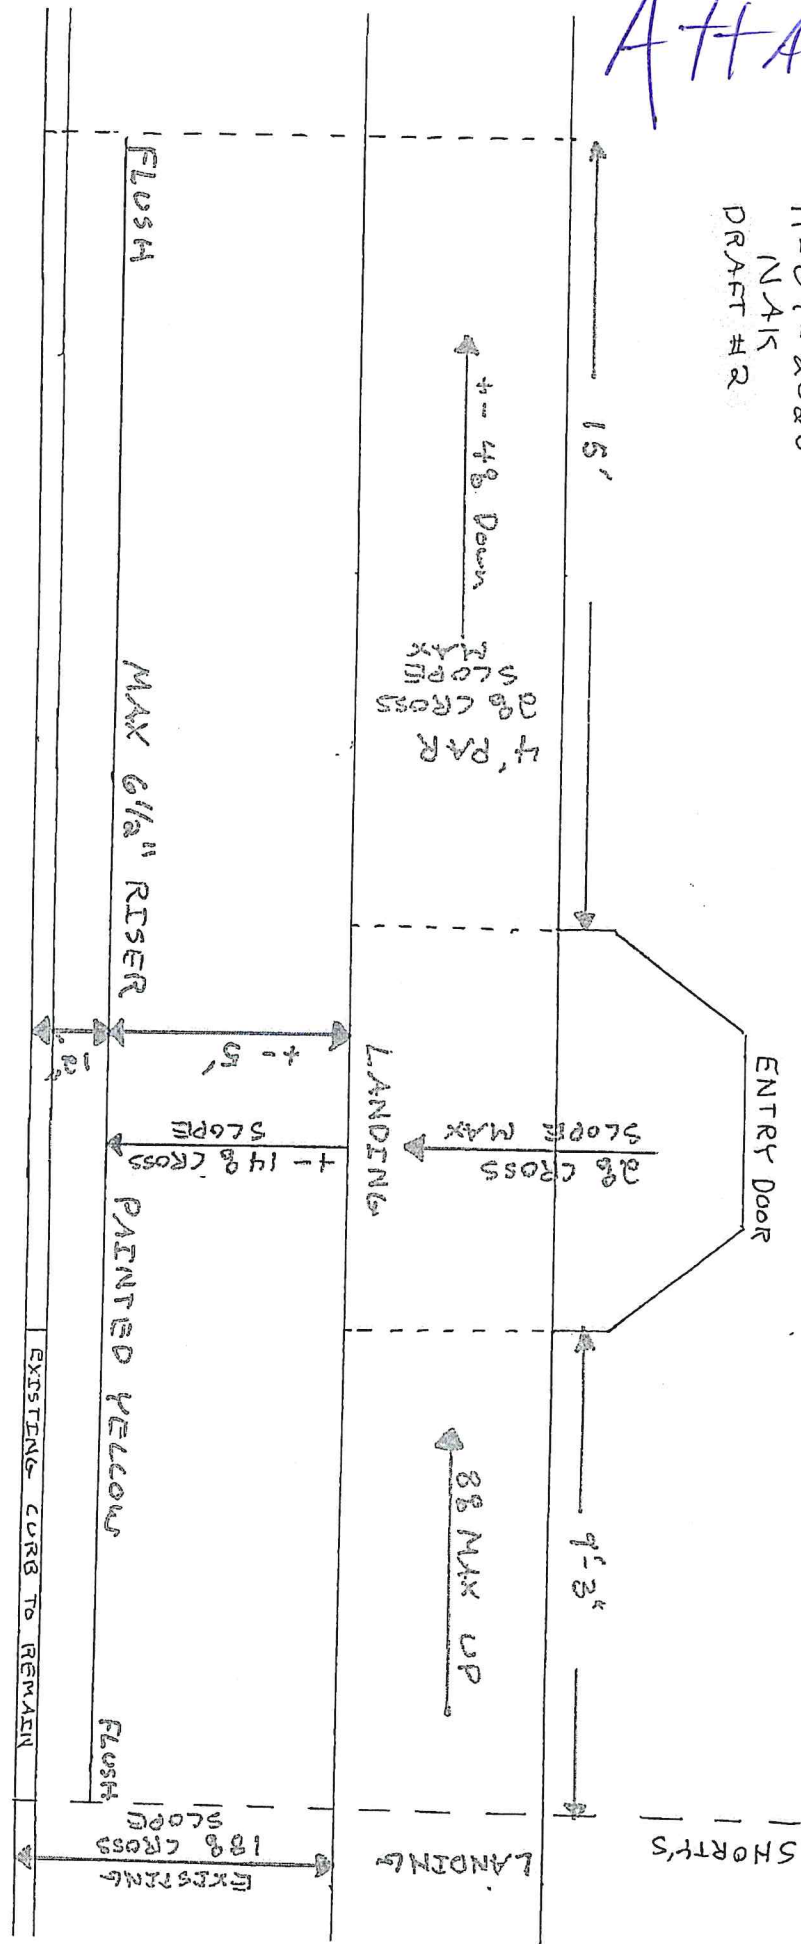 NAK
DRAFT #2
SHORTY'S
15'
ENTRY DOOR
9'-3"
+- 4% Down
4' PAR
2% CROSS
SLOPE
MAX
2% CROSS
SLOPE MAX
8% MAX UP
LANDING
LANDING
FLUSH
MAX 6 1/2" RISER
+- 5'
12"
+- 14% CROSS
SLOPE
PAINTED YELLOW
FLUSH
EXISTING
18% CROSS
SLOPE
EXISTING CURB TO REMAIN